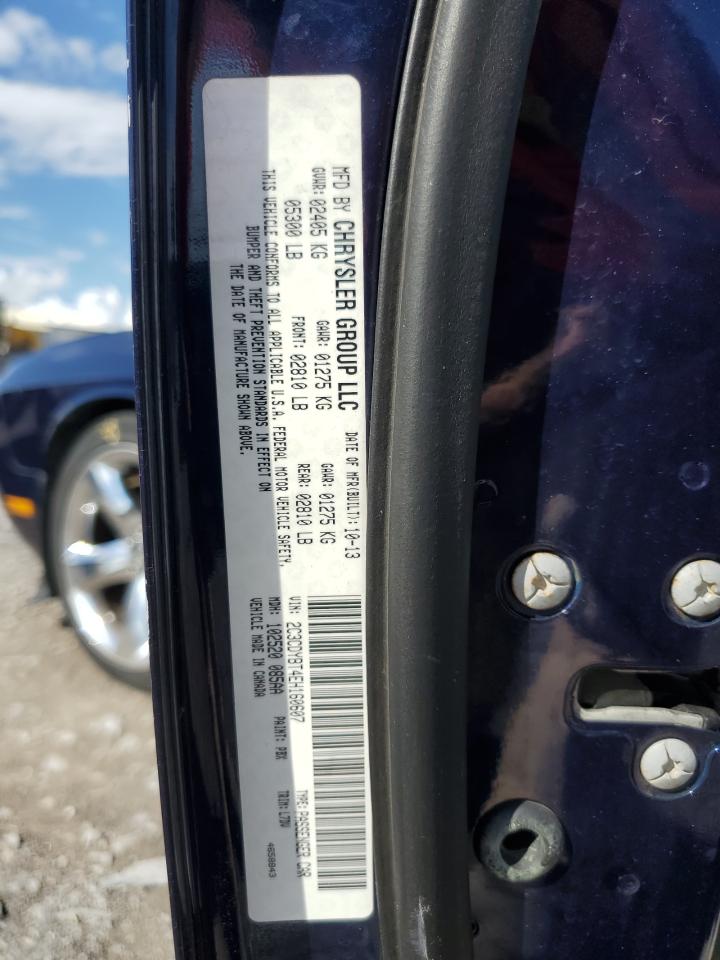 MFD BY CHRYSLER GROUP LLC DATE OF MFR(BUILT): 10-13
GVWR: 02405 KG GAWR: 01275 KG GAWR: 01275 KG
05300 LB FRONT: 02810 LB REAR: 02810 LB
THIS VEHICLE CONFORMS TO ALL APPLICABLE U.S.A. FEDERAL MOTOR VEHICLE SAFETY,
BUMPER AND THEFT PREVENTION STANDARDS IN EFFECT ON
THE DATE OF MANUFACTURE SHOWN ABOVE.
VIN: 2C3CDYBT4EH160607 TYPE: PASSENGER CAR
MDH: 102520 085AA PAINT: PBX TRIM: L7DV
VEHICLE MADE IN CANADA 4658843